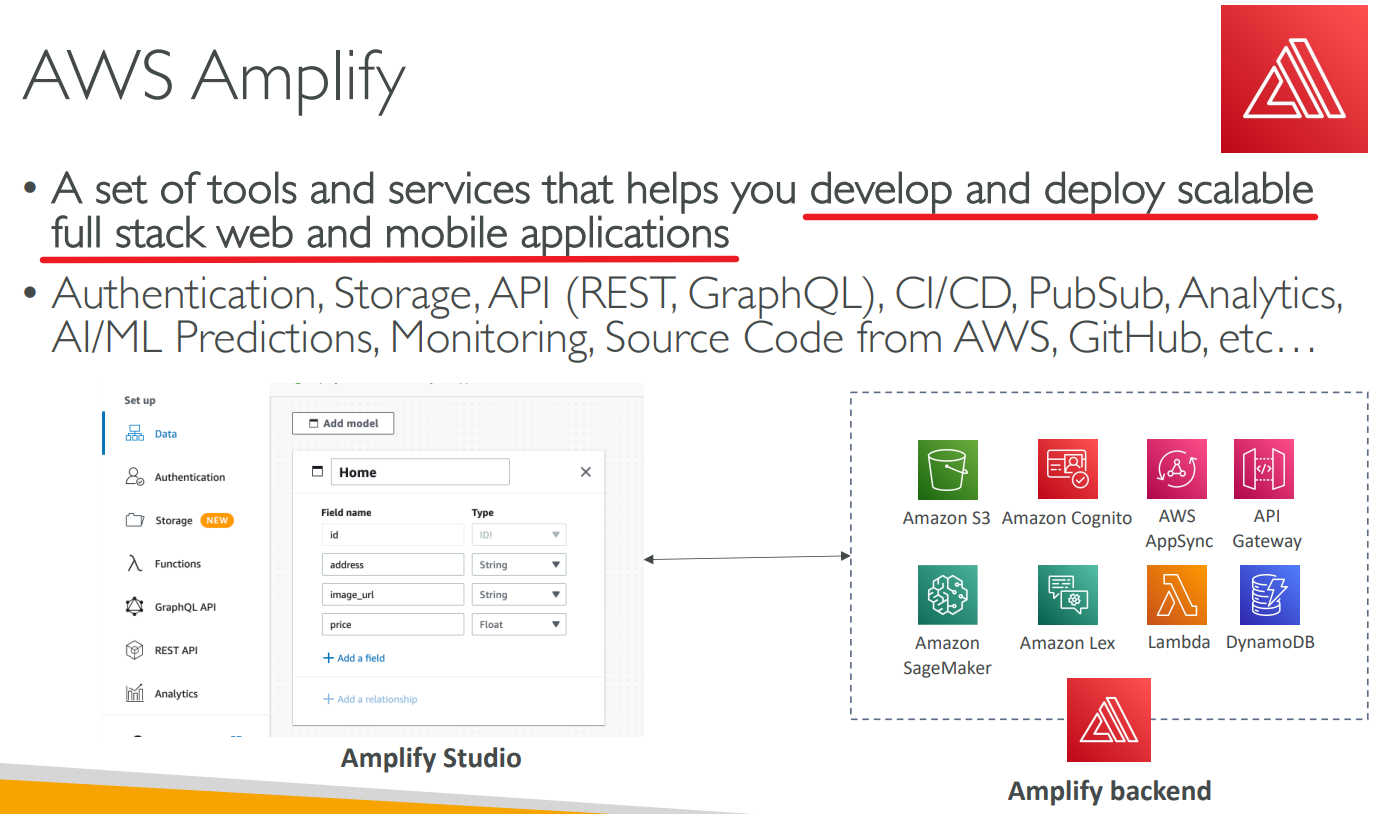 AWS Amplify
• A set of tools and services that helps you develop and deploy scalable
full stack web and mobile applications
• Authentication, Storage, API (REST, GraphQL), CI/CD, PubSub, Analytics,
AI/ML Predictions, Monitoring, Source Code from AWS, GitHub, etc…
Set up
Data
Authentication
Storage NEW
Functions
GraphQL API
REST API
Analytics
Add model
Home
Field name Type
id ID!
address String
image_url String
price Float
+ Add a field
+ Add a relationship
Amplify Studio
Amazon S3 Amazon Cognito AWS API
AppSync Gateway
Amazon Amazon Lex Lambda DynamoDB
SageMaker
Amplify backend